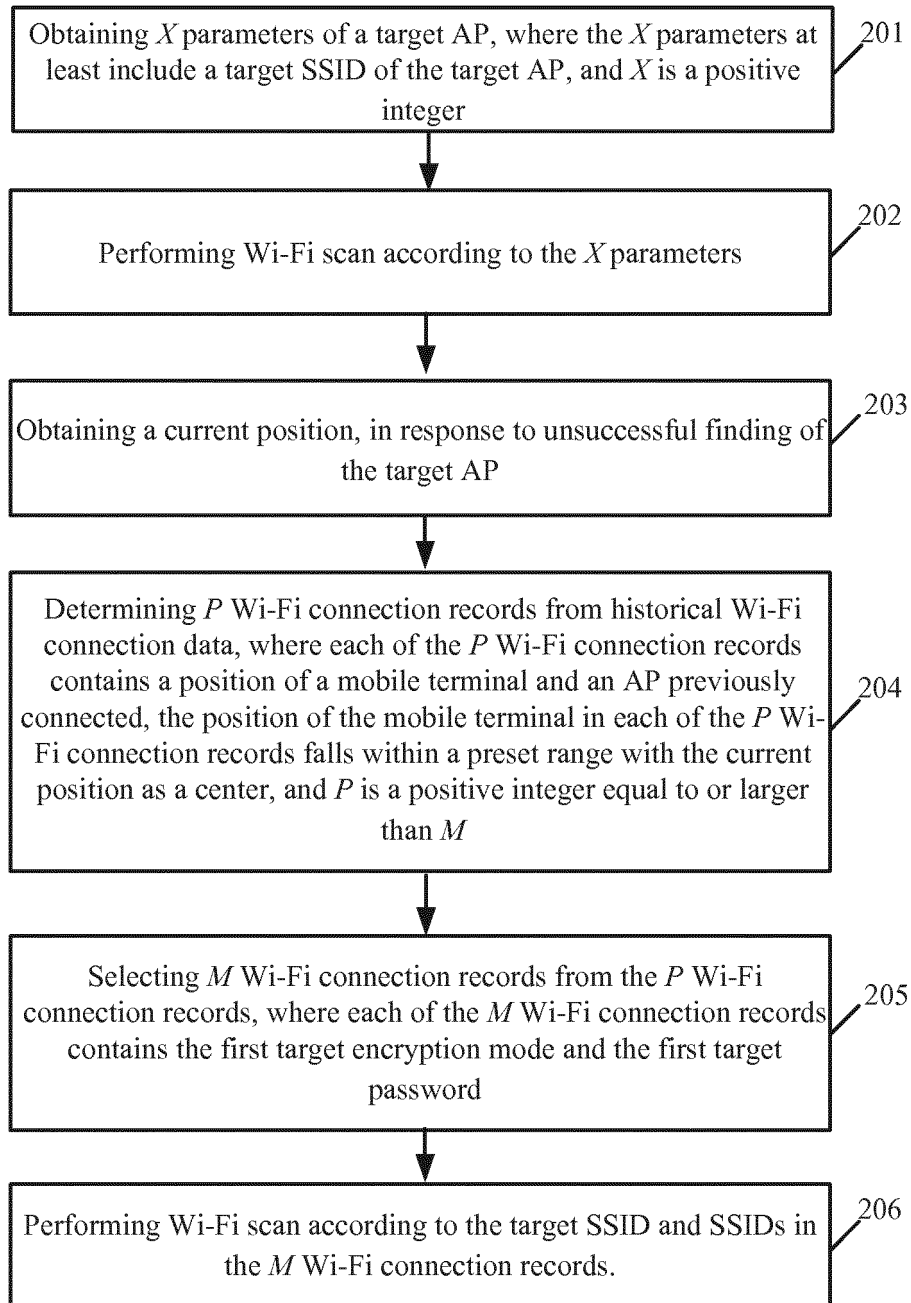 Obtaining X parameters of a target AP, where the X parameters at
least include a target SSID of the target AP, and X is a positive
integer
201
202
Performing Wi-Fi scan according to the X parameters
203
Obtaining a current position, in response to unsuccessful finding of
the target AP
Determining P Wi-Fi connection records from historical Wi-Fi
connection data, where each of the P Wi-Fi connection records
contains a position of a mobile terminal and an AP previously
connected, the position of the mobile terminal in each of the P Wi-
Fi connection records falls within a preset range with the current
position as a center, and P is a positive integer equal to or larger
than M
204
Selecting M Wi-Fi connection records from the P Wi-Fi
connection records, where each of the M Wi-Fi connection records
contains the first target encryption mode and the first target
password
205
Performing Wi-Fi scan according to the target SSID and SSIDs in
the M Wi-Fi connection records.
206